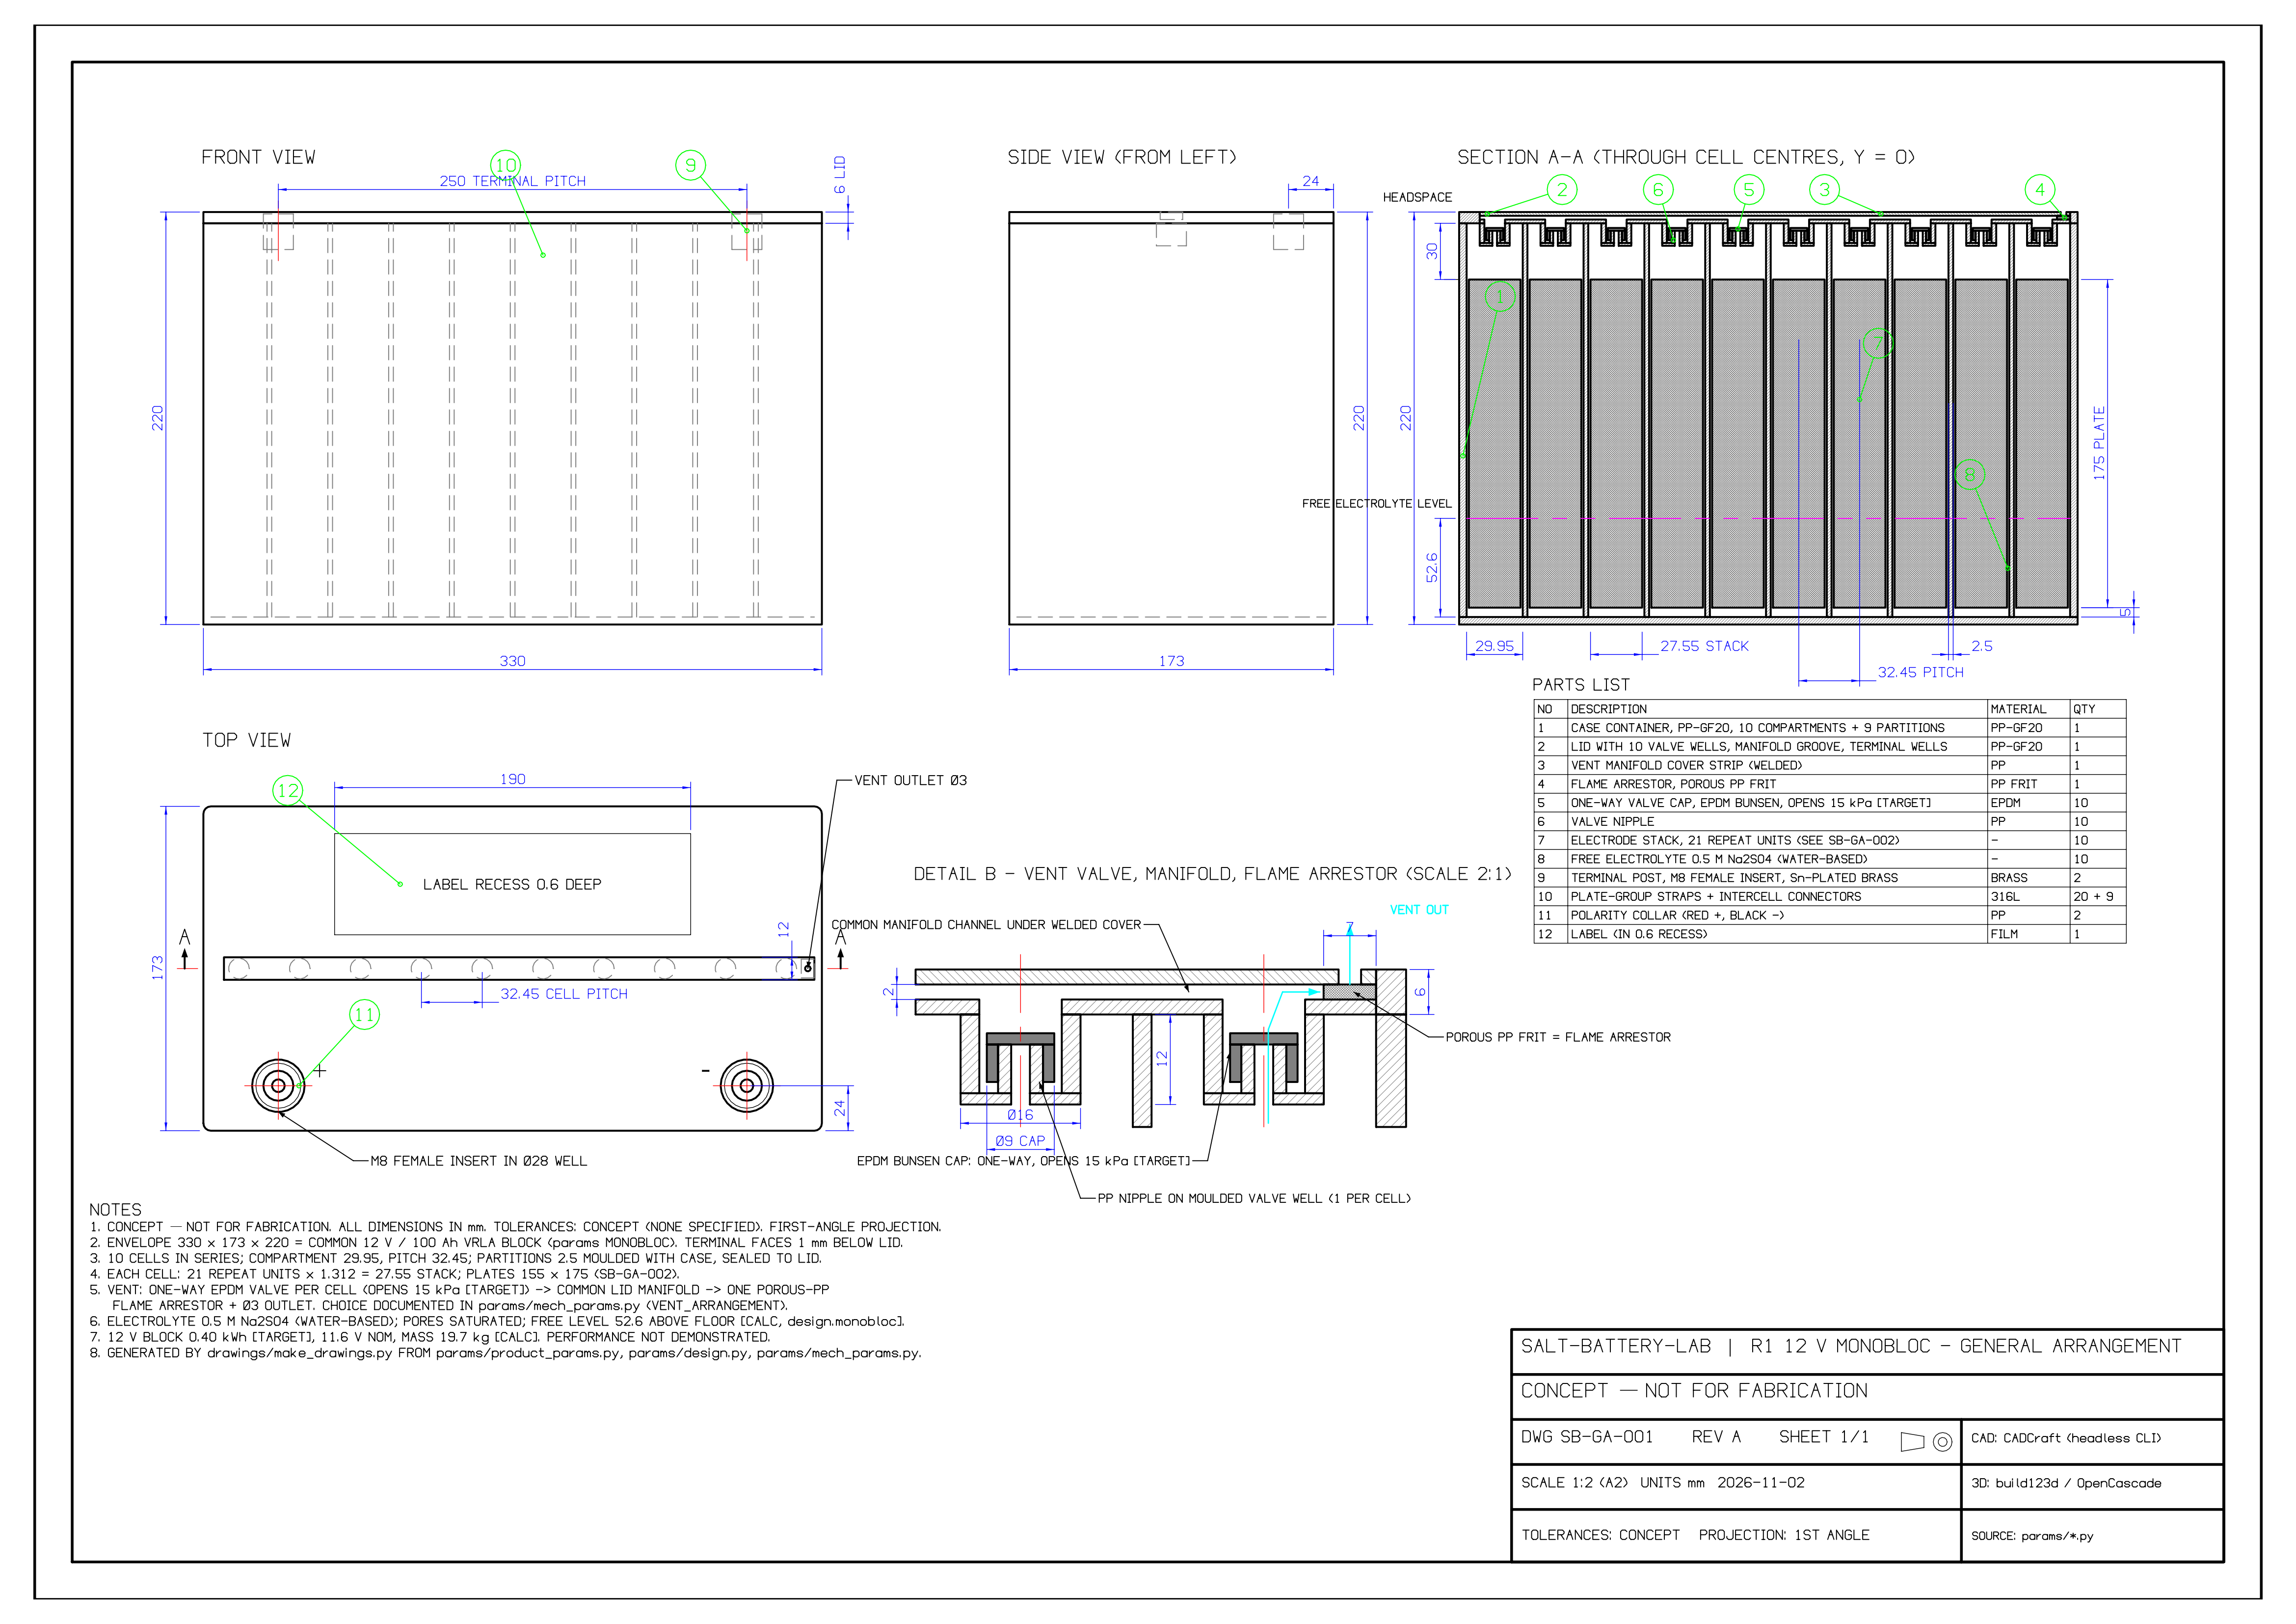 FRONT VIEW
10
9
250 TERMINAL PITCH
6 LID
220
330
SIDE VIEW (FROM LEFT)
24
220
173
SECTION A-A (THROUGH CELL CENTRES, Y = 0)
HEADSPACE
2
6
5
3
4
30
1
7
8
220
175 PLATE
FREE ELECTROLYTE LEVEL
52.6
5
29.95
27.55 STACK
2.5
32.45 PITCH
PARTS LIST
NO DESCRIPTION MATERIAL QTY
1 CASE CONTAINER, PP-GF20, 10 COMPARTMENTS + 9 PARTITIONS PP-GF20 1
2 LID WITH 10 VALVE WELLS, MANIFOLD GROOVE, TERMINAL WELLS PP-GF20 1
3 VENT MANIFOLD COVER STRIP (WELDED) PP 1
4 FLAME ARRESTOR, POROUS PP FRIT PP FRIT 1
5 ONE-WAY VALVE CAP, EPDM BUNSEN, OPENS 15 kPa [TARGET] EPDM 10
6 VALVE NIPPLE PP 10
7 ELECTRODE STACK, 21 REPEAT UNITS (SEE SB-GA-002) - 10
8 FREE ELECTROLYTE 0.5 M Na2SO4 (WATER-BASED) - 10
9 TERMINAL POST, M8 FEMALE INSERT, Sn-PLATED BRASS BRASS 2
10 PLATE-GROUP STRAPS + INTERCELL CONNECTORS 316L 20 + 9
11 POLARITY COLLAR (RED +, BLACK -) PP 2
12 LABEL (IN 0.6 RECESS) FILM 1
TOP VIEW
12
190
VENT OUTLET Ø3
LABEL RECESS 0.6 DEEP
12
A
A
173
32.45 CELL PITCH
11
+
-
24
M8 FEMALE INSERT IN Ø28 WELL
DETAIL B - VENT VALVE, MANIFOLD, FLAME ARRESTOR (SCALE 2:1)
VENT OUT
COMMON MANIFOLD CHANNEL UNDER WELDED COVER
7
2
6
12
POROUS PP FRIT = FLAME ARRESTOR
Ø16
Ø9 CAP
EPDM BUNSEN CAP: ONE-WAY, OPENS 15 kPa [TARGET]
PP NIPPLE ON MOULDED VALVE WELL (1 PER CELL)
NOTES
1. CONCEPT — NOT FOR FABRICATION. ALL DIMENSIONS IN mm. TOLERANCES: CONCEPT (NONE SPECIFIED). FIRST-ANGLE PROJECTION.
2. ENVELOPE 330 x 173 x 220 = COMMON 12 V / 100 Ah VRLA BLOCK (params MONOBLOC). TERMINAL FACES 1 mm BELOW LID.
3. 10 CELLS IN SERIES; COMPARTMENT 29.95, PITCH 32.45; PARTITIONS 2.5 MOULDED WITH CASE, SEALED TO LID.
4. EACH CELL: 21 REPEAT UNITS x 1.312 = 27.55 STACK; PLATES 155 x 175 (SB-GA-002).
5. VENT: ONE-WAY EPDM VALVE PER CELL (OPENS 15 kPa [TARGET]) -> COMMON LID MANIFOLD -> ONE POROUS-PP
FLAME ARRESTOR + Ø3 OUTLET. CHOICE DOCUMENTED IN params/mech_params.py (VENT_ARRANGEMENT).
6. ELECTROLYTE 0.5 M Na2SO4 (WATER-BASED); PORES SATURATED; FREE LEVEL 52.6 ABOVE FLOOR [CALC, design.monobloc].
7. 12 V BLOCK 0.40 kWh [TARGET], 11.6 V NOM, MASS 19.7 kg [CALC]. PERFORMANCE NOT DEMONSTRATED.
8. GENERATED BY drawings/make_drawings.py FROM params/product_params.py, params/design.py, params/mech_params.py.
SALT-BATTERY-LAB | R1 12 V MONOBLOC - GENERAL ARRANGEMENT
CONCEPT — NOT FOR FABRICATION
DWG SB-GA-001 REV A SHEET 1/1
CAD: CADCraft (headless CLI)
SCALE 1:2 (A2) UNITS mm 2026-11-02
3D: build123d / OpenCascade
TOLERANCES: CONCEPT PROJECTION: 1ST ANGLE
SOURCE: params/*.py